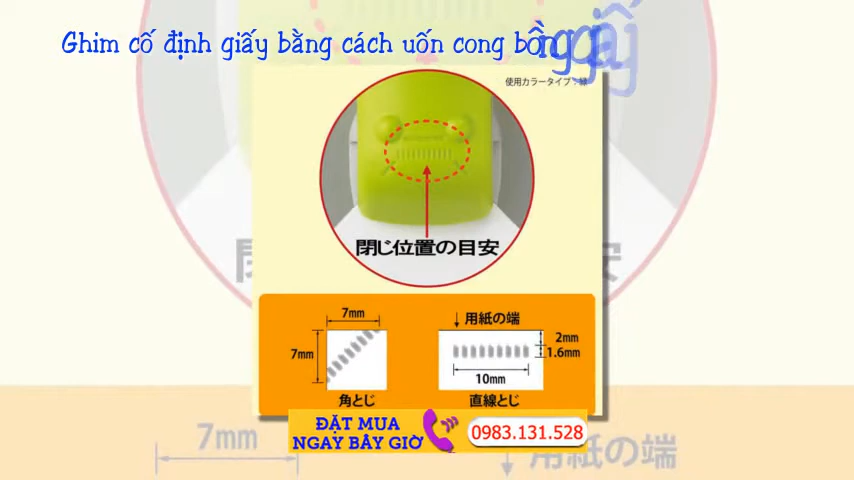 Ghim cố định giấy bằng cách uốn cong bồng giấy
使用カラータイプ：緑
閉じ位置の目安
7mm
↓用紙の端
7mm
2mm
1.6mm
10mm
角とじ
直線とじ
ĐẶT MUA
NGAY BÂY GIỜ
0983.131.528
7mm
用紙の端